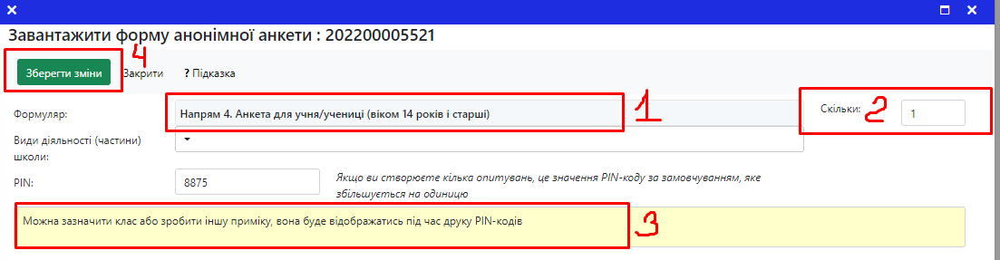 Завантажити форму анонімної анкети : 202200005521
Зберегти зміни 4 Закрити ? Підказка
Формуляр: Напрям 4. Анкета для учня/учениці (віком 14 років і старші) 1 Скільки: 2 1
Види діяльності (частини)
школи:
PIN: 8875 Якщо ви створюєте кілька опитувань, це значення PIN-коду за замовчуванням, яке
збільшується на одиницю
Можна зазначити клас або зробити іншу приміку, вона буде відображатись під час друку PIN-кодів 3